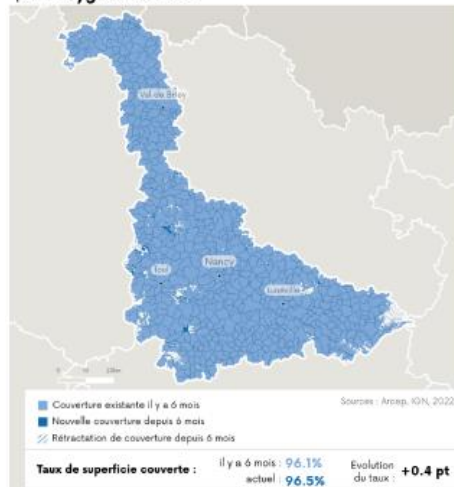 Val de Briey
Nancy
Toul
Lunéville
Couverture existante il y a 6 mois
Sources : Arcep, IGN, 2022
Nouvelle couverture depuis 6 mois
Rétractation de couverture depuis 6 mois
Taux de superficie couverte :
il y a 6 mois : 96.1%
actuel : 96.5%
Evolution
du taux :
+0.4 pt